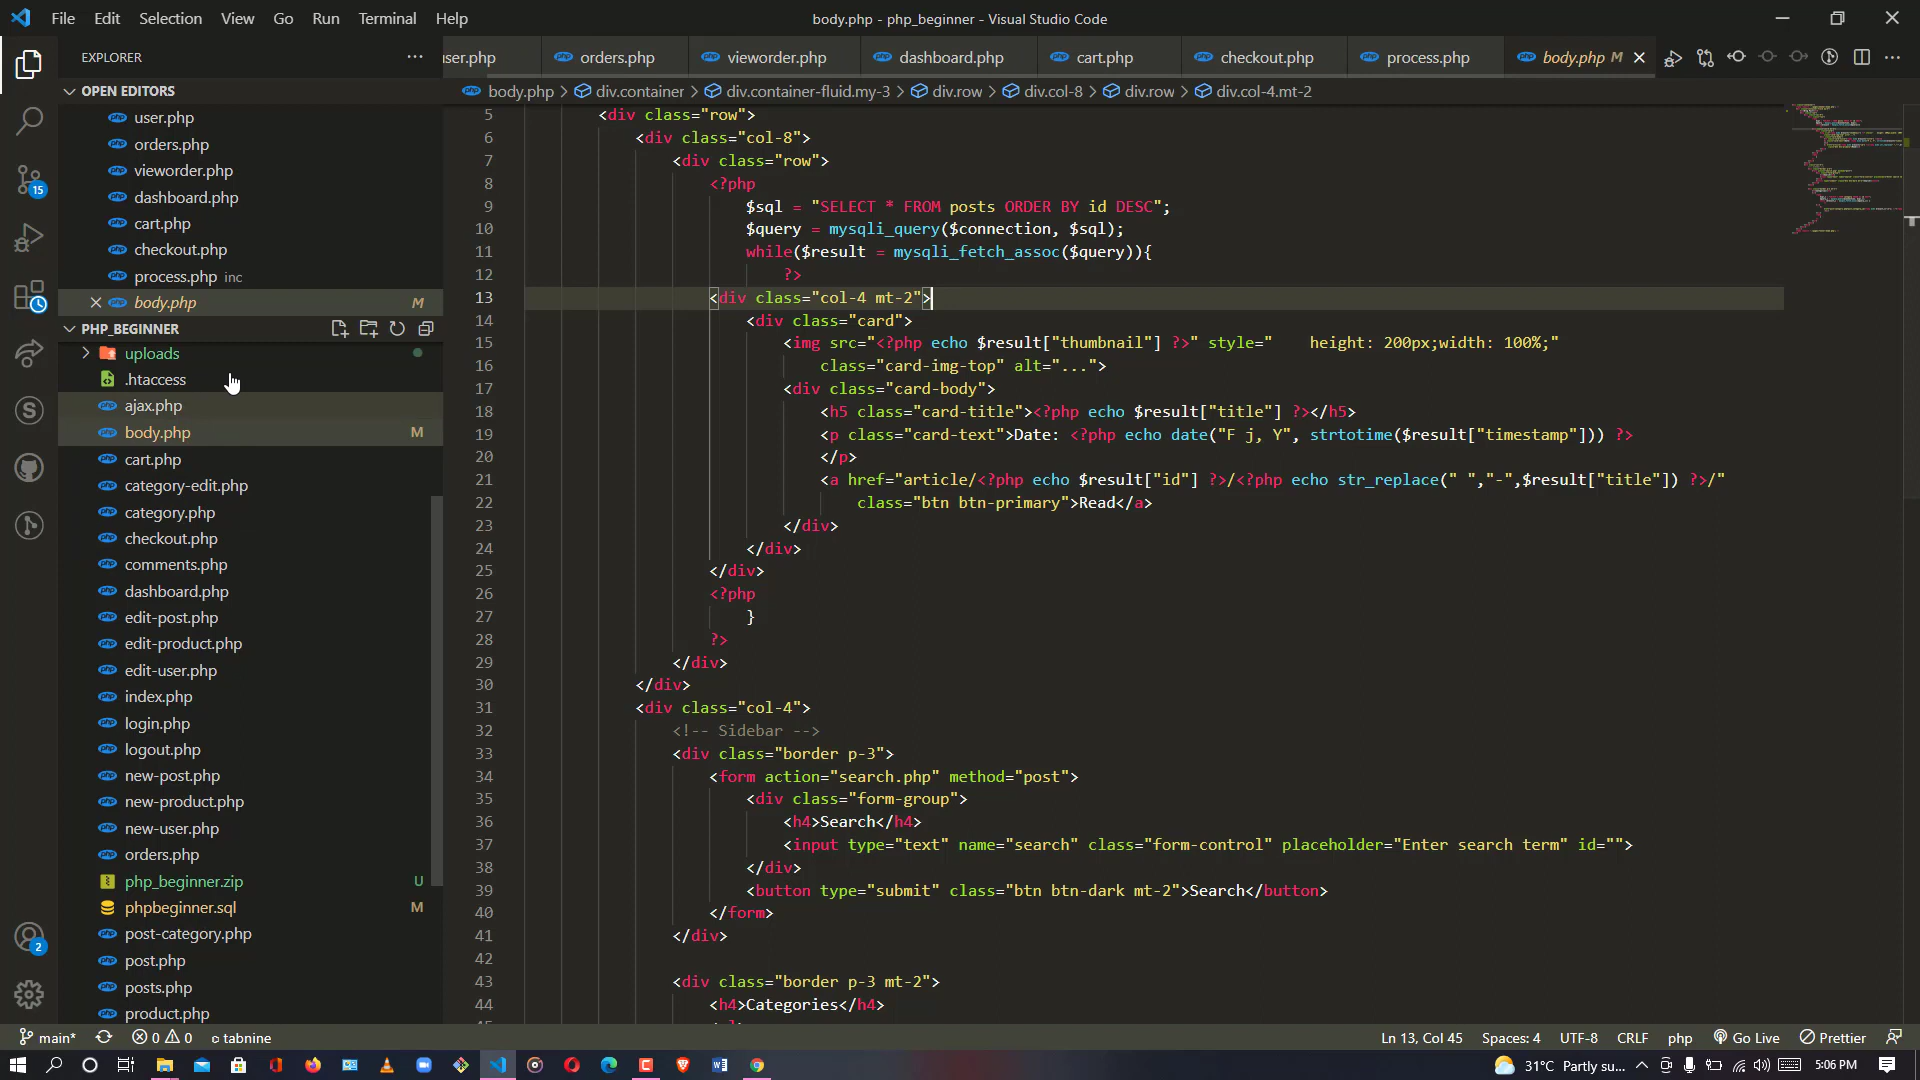 File Edit Selection View Go Run Terminal Help
body.php - php_beginner - Visual Studio Code
EXPLORER
user.php orders.php vieworder.php dashboard.php cart.php checkout.php process.php body.php M
OPEN EDITORS
user.php
orders.php
vieworder.php
dashboard.php
cart.php
checkout.php
process.php inc
body.php M
PHP_BEGINNER
uploads
.htaccess
ajax.php
body.php M
cart.php
category-edit.php
category.php
checkout.php
comments.php
dashboard.php
edit-post.php
edit-product.php
edit-user.php
index.php
login.php
logout.php
new-post.php
new-product.php
new-user.php
orders.php
php_beginner.zip U
phpbeginner.sql M
post-category.php
post.php
posts.php
product.php
15
2
body.php > div.container > div.container-fluid.my-3 > div.row > div.col-8 > div.row > div.col-4.mt-2
5 <div class="row">
6 <div class="col-8">
7 <div class="row">
8 <?php
9 $sql = "SELECT * FROM posts ORDER BY id DESC";
10 $query = mysqli_query($connection, $sql);
11 while($result = mysqli_fetch_assoc($query)){
12 ?>
13 <div class="col-4 mt-2">
14 <div class="card">
15 <img src="<?php echo $result["thumbnail"] ?>" style="    height: 200px;width: 100%;"
16 class="card-img-top" alt="...">
17 <div class="card-body">
18 <h5 class="card-title"><?php echo $result["title"] ?></h5>
19 <p class="card-text">Date: <?php echo date("F j, Y", strtotime($result["timestamp"])) ?>
20 </p>
21 <a href="article/<?php echo $result["id"] ?>/<?php echo str_replace(" ","-",$result["title"]) ?>/"
22 class="btn btn-primary">Read</a>
23 </div>
24 </div>
25 </div>
26 <?php
27 }
28 ?>
29 </div>
30 </div>
31 <div class="col-4">
32 <!-- Sidebar -->
33 <div class="border p-3">
34 <form action="search.php" method="post">
35 <div class="form-group">
36 <h4>Search</h4>
37 <input type="text" name="search" class="form-control" placeholder="Enter search term" id="">
38 </div>
39 <button type="submit" class="btn btn-dark mt-2">Search</button>
40 </form>
41 </div>
42
43 <div class="border p-3 mt-2">
44 <h4>Categories</h4>
main* 0 0 tabnine
Ln 13, Col 45 Spaces: 4 UTF-8 CRLF php Go Live Prettier
31°C Partly su... 5:06 PM